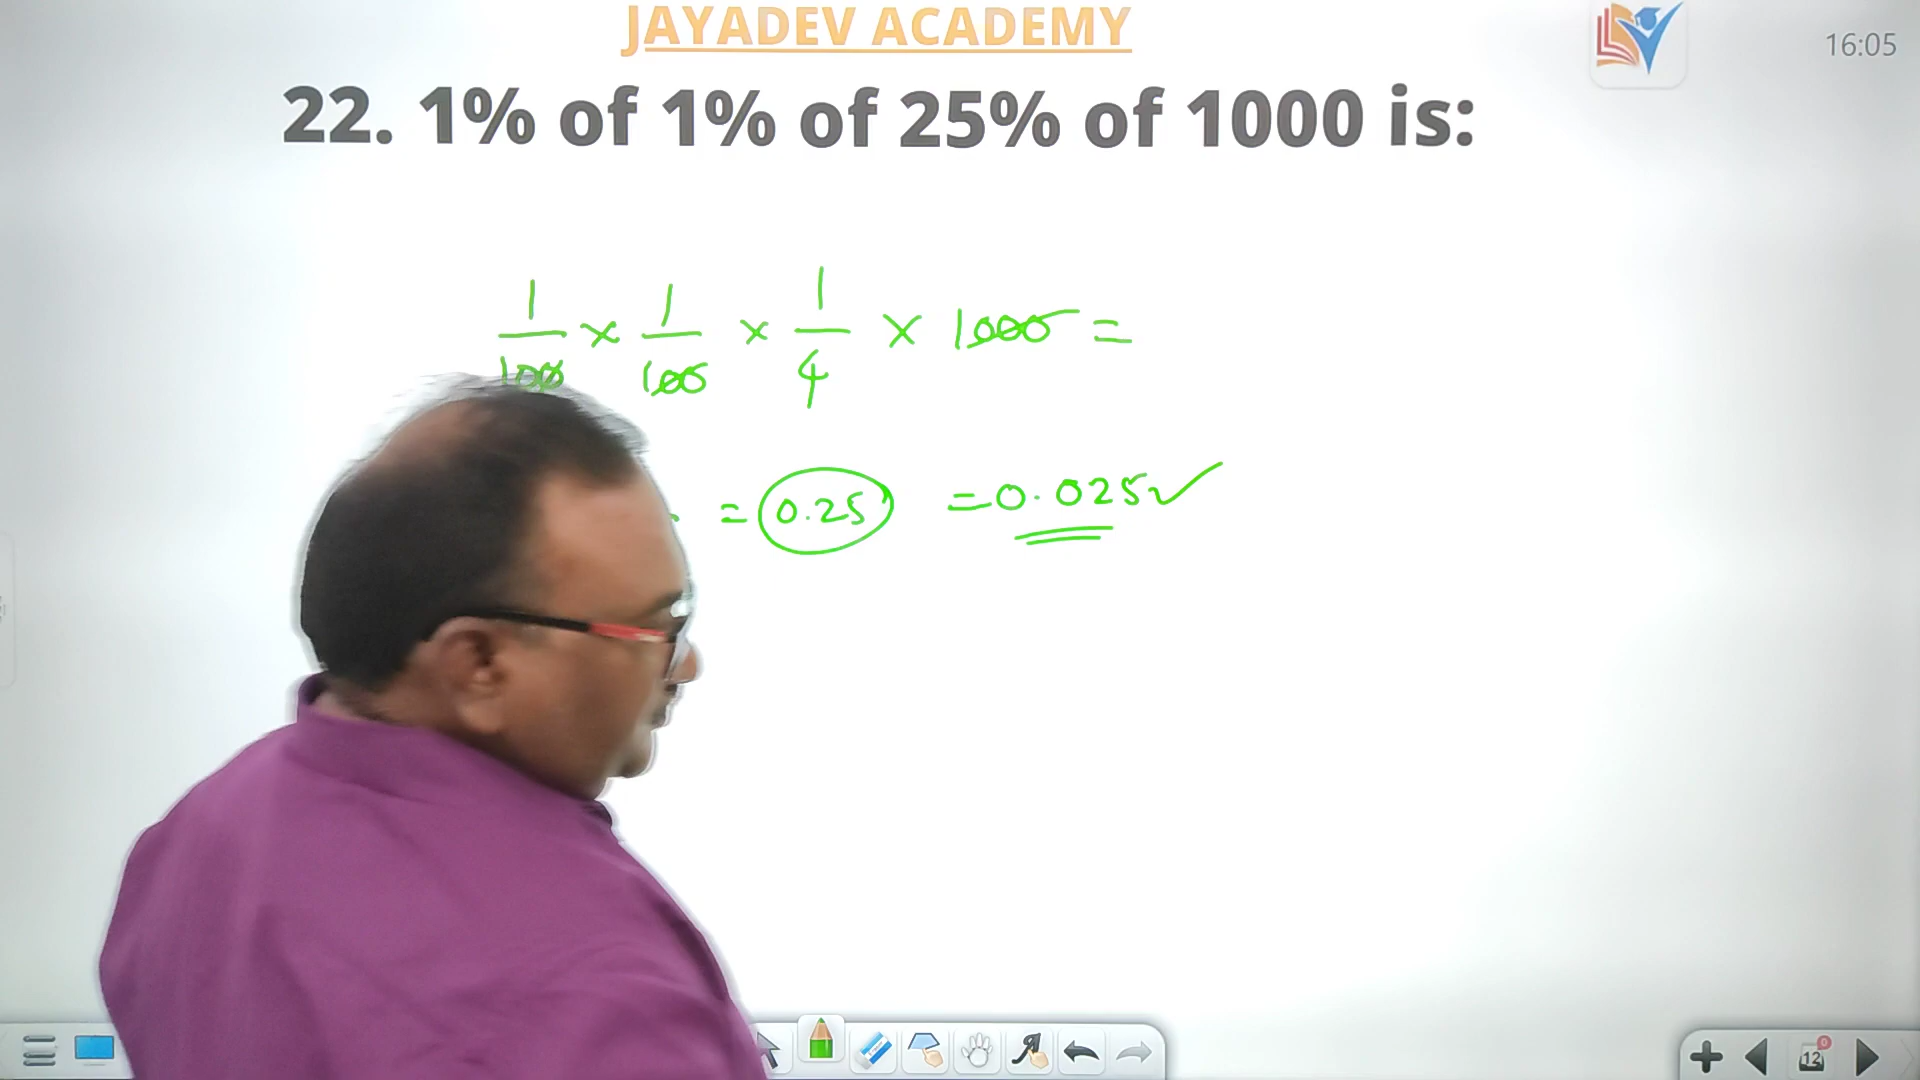 JAYADEV ACADEMY
16:05
22. 1% of 1% of 25% of 1000 is:
1/100 × 1/100 × 1/4 × 1000 =
= 0.25 = 0.025 ✓
12